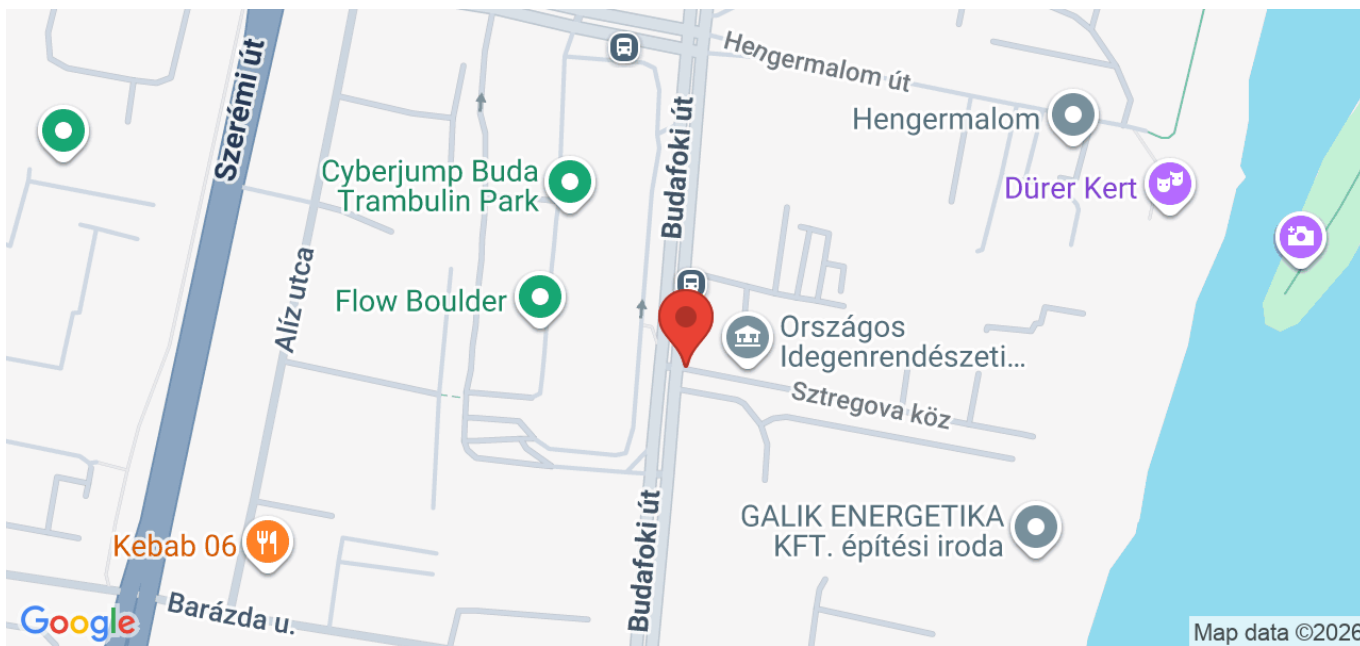 Szerémi út
Hengermalom út
Hengermalom
Cyberjump Buda
Trambulin Park
Budafoki út
Dürer Kert
Alíz utca
Flow Boulder
Országos
Idegenrendészeti...
Sztregova köz
Budafoki út
GALIK ENERGETIKA
KFT. építési iroda
Kebab 06
Barázda u.
Google
Map data ©2026